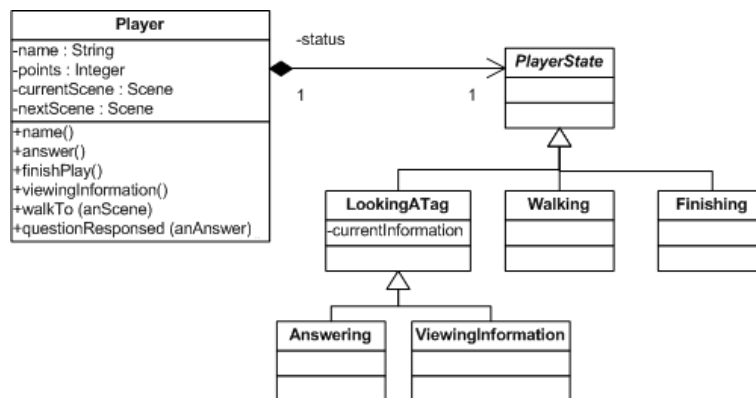 Player
-name : String
-points : Integer
-currentScene : Scene
-nextScene : Scene
+name()
+answer()
+finishPlay()
+viewingInformation()
+walkTo (anScene)
+questionResponsed (anAnswer)
-status
1
1
PlayerState
LookingATag
-currentInformation
Walking
Finishing
Answering
ViewingInformation